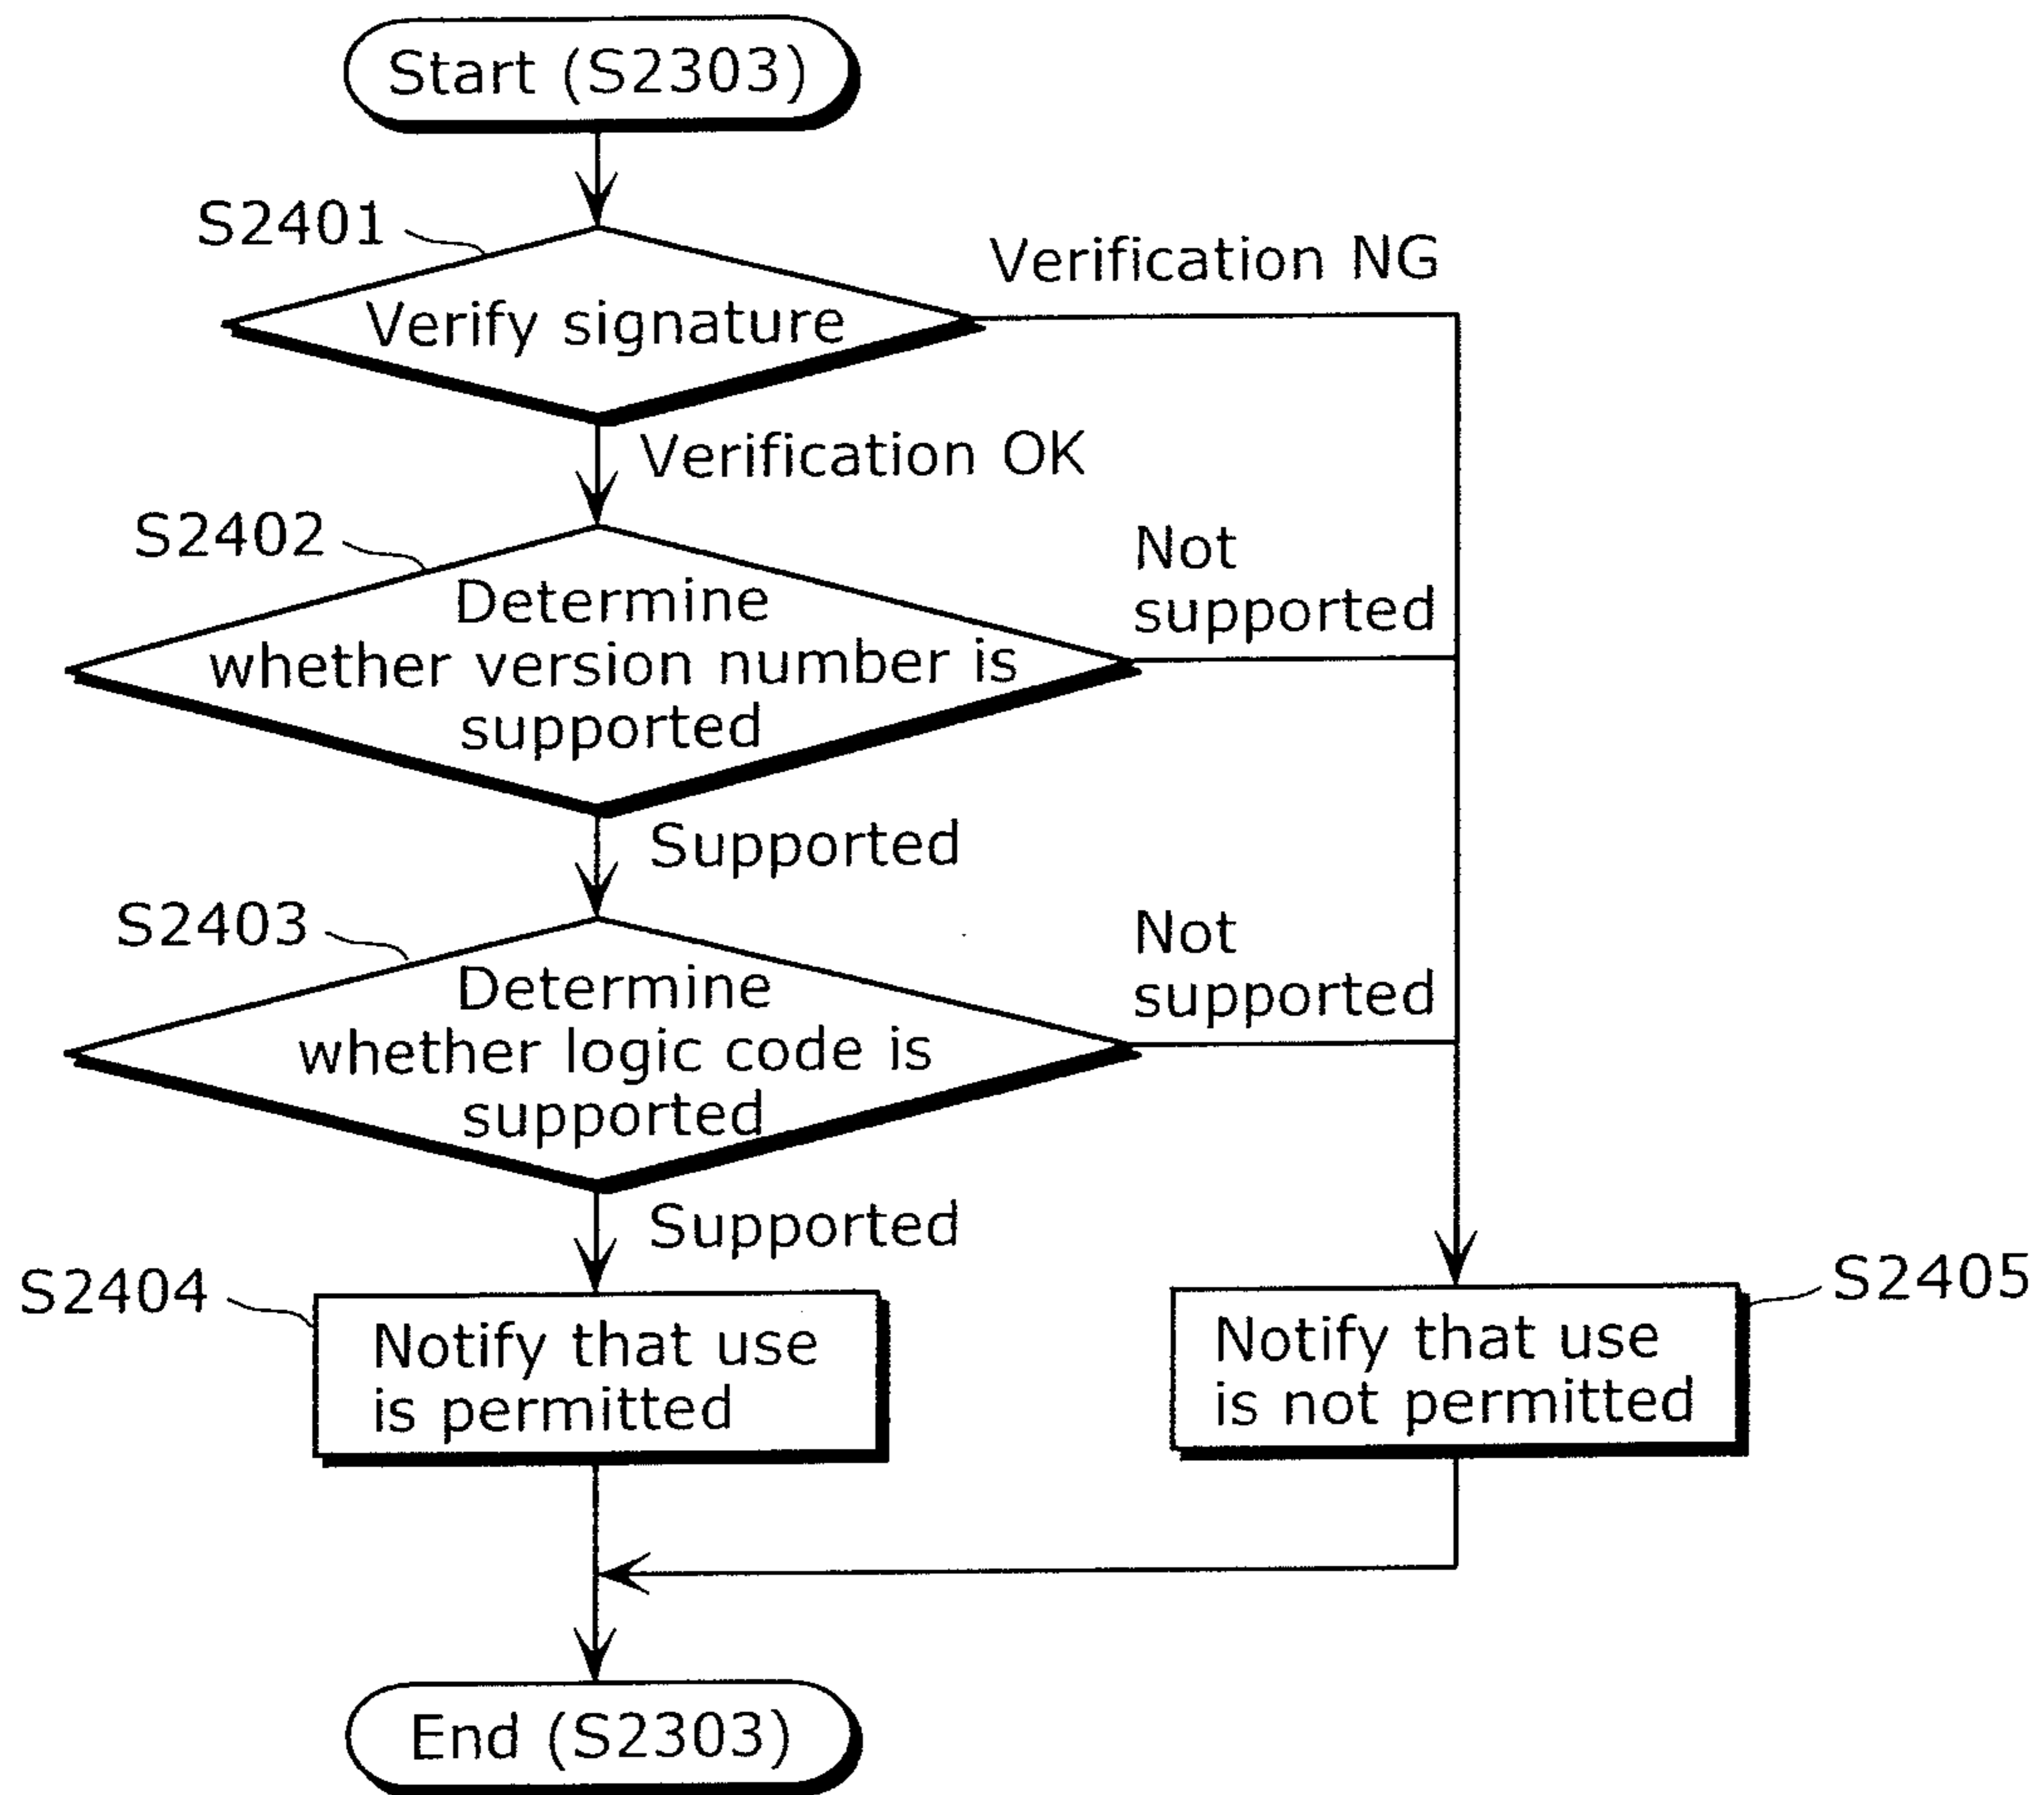 Start (S2303)
S2401
Verify signature
Verification NG
Verification OK
S2402
Determine
whether version number is
supported
Not
supported
Supported
S2403
Determine
whether logic code is
supported
Not
supported
Supported
S2404
Notify that use
is permitted
Notify that use
is not permitted
S2405
End (S2303)